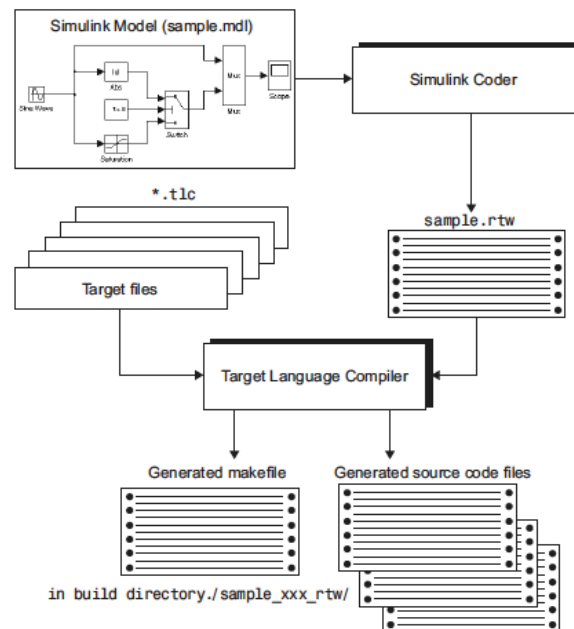 Simulink Model (sample.mdl)
Sine Wave
|u|
Abs
Saturation
Switch
Mux
Mux
Scope
Simulink Coder
*.tlc
Target files
sample.rtw
Target Language Compiler
Generated makefile
Generated source code files
in build directory./sample_xxx_rtw/